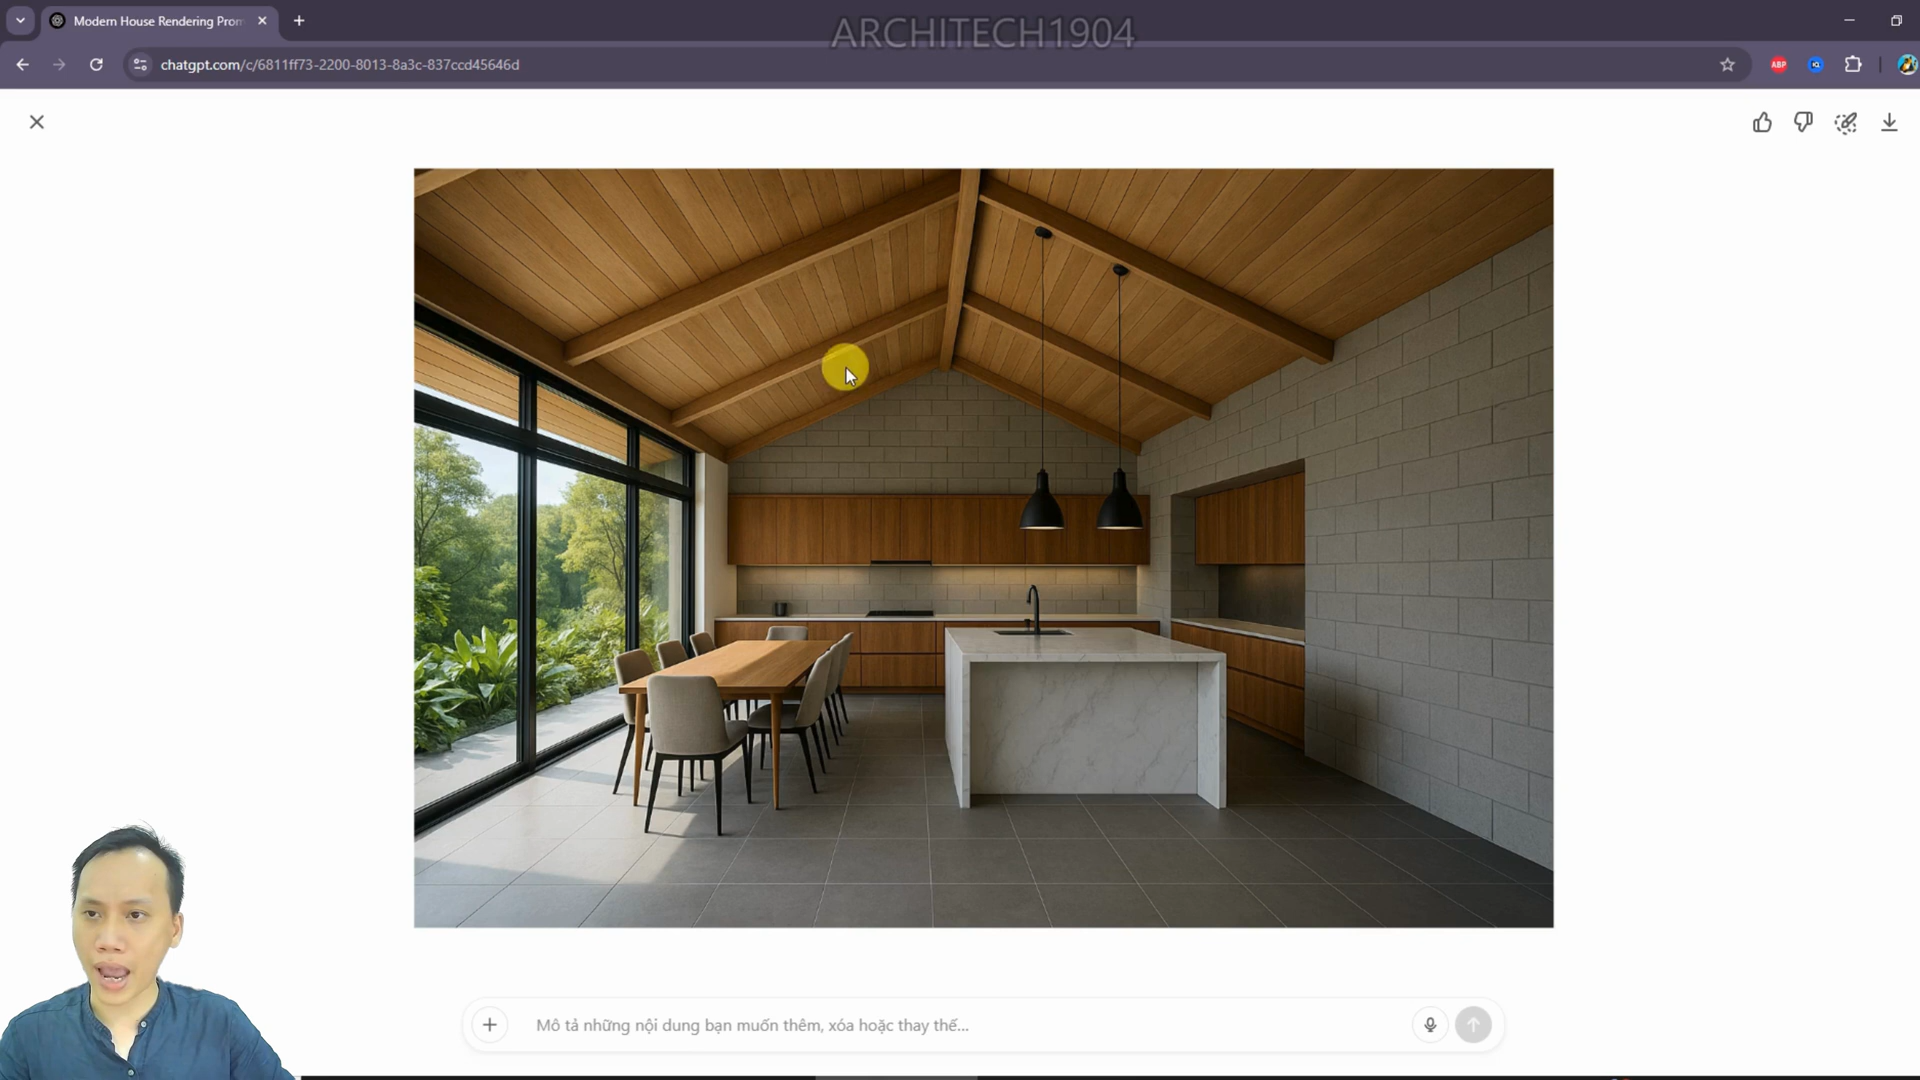 ARCHITECH1904
Modern House Rendering Prom
chatgpt.com/c/6811ff73-2200-8013-8a3c-837ccd45646d
ABP
Mô tả những nội dung bạn muốn thêm, xóa hoặc thay thế...